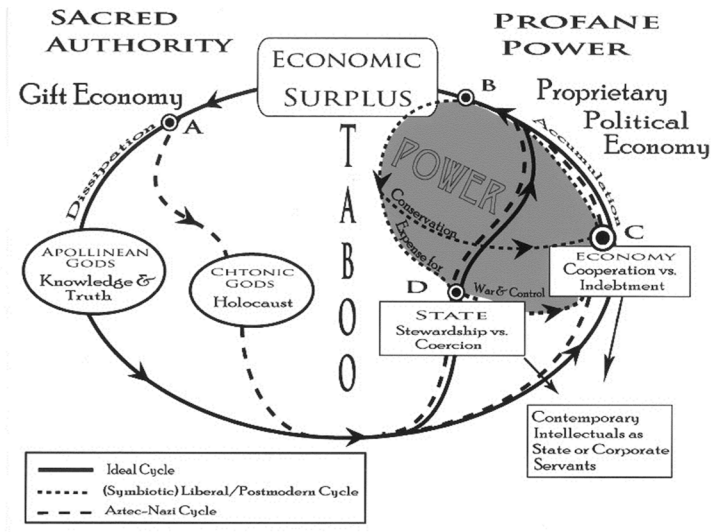 SACRED
AUTHORITY
PROFANE
POWER
ECONOMIC
SURPLUS
Gift Economy
A
B
Proprietary
Political
Economy
Dissipation
Accumulation
TABOO
POWER
Conservation
Expense for
War & Control
C
D
APOLLINEAN
GODS
Knowledge &
Truth
CHTONIC
GODS
Holocaust
ECONOMY
Cooperation vs.
Indebtment
STATE
Stewardship vs.
Coercion
Contemporary
Intellectuals as
State or Corporate
Servants
Ideal Cycle
(Symbiotic) Liberal/Postmodern Cycle
Aztec-Nazi Cycle